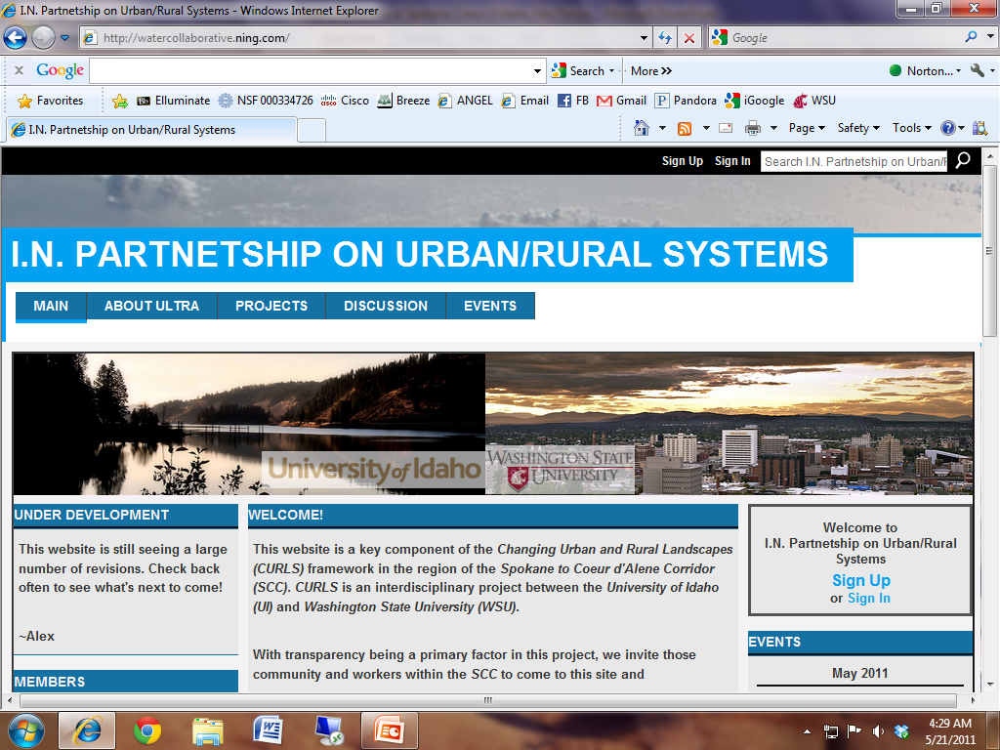 I.N. Partnetship on Urban/Rural Systems - Windows Internet Explorer
http://watercollaborative.ning.com/
Google
Google
Search
More »
Norton...
Favorites
Bb Elluminate
NSF 000334726
cisco Cisco
Breeze
ANGEL
Email
FB
Gmail
P Pandora
iGoogle
WSU
I.N. Partnetship on Urban/Rural Systems
Page
Safety
Tools
Sign Up
Sign In
Search I.N. Partnetship on Urban/R
I.N. PARTNETSHIP ON URBAN/RURAL SYSTEMS
MAIN
ABOUT ULTRA
PROJECTS
DISCUSSION
EVENTS
University of Idaho
WASHINGTON STATE
UNIVERSITY
UNDER DEVELOPMENT
This website is still seeing a large
number of revisions. Check back
often to see what's next to come!
~Alex
MEMBERS
WELCOME!
This website is a key component of the Changing Urban and Rural Landscapes
(CURLS) framework in the region of the Spokane to Coeur d'Alene Corridor
(SCC). CURLS is an interdisciplinary project between the University of Idaho
(UI) and Washington State University (WSU).
With transparency being a primary factor in this project, we invite those
community and workers within the SCC to come to this site and
Welcome to
I.N. Partnetship on Urban/Rural
Systems
Sign Up
or Sign In
EVENTS
May 2011
4:29 AM
5/21/2011